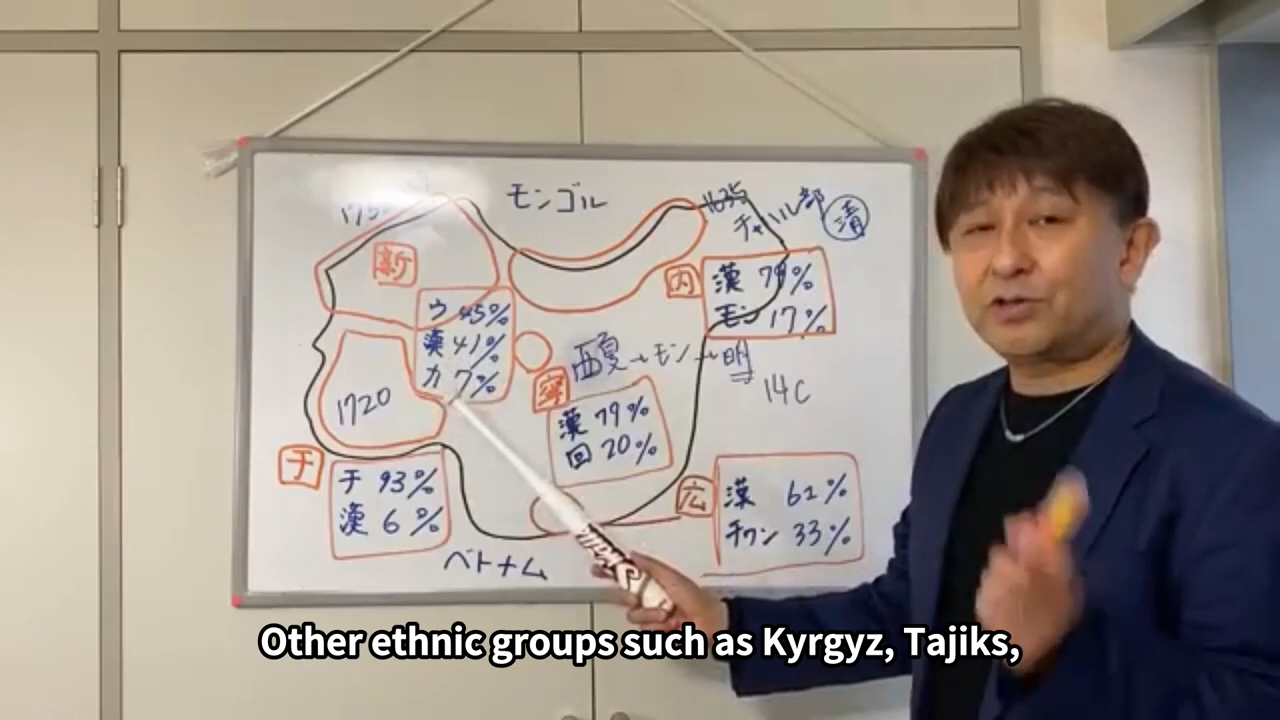 モンゴル
1635
チャハル部
清
新
ウ 45%
漢 41%
カ 7%
内
漢 79%
モン 17%
西夏→モン→明
14C
1720
寧
漢 79%
回 20%
チ
チ 93%
漢 6%
広
漢 61%
チワン 33%
ベトナム
Other ethnic groups such as Kyrgyz, Tajiks,